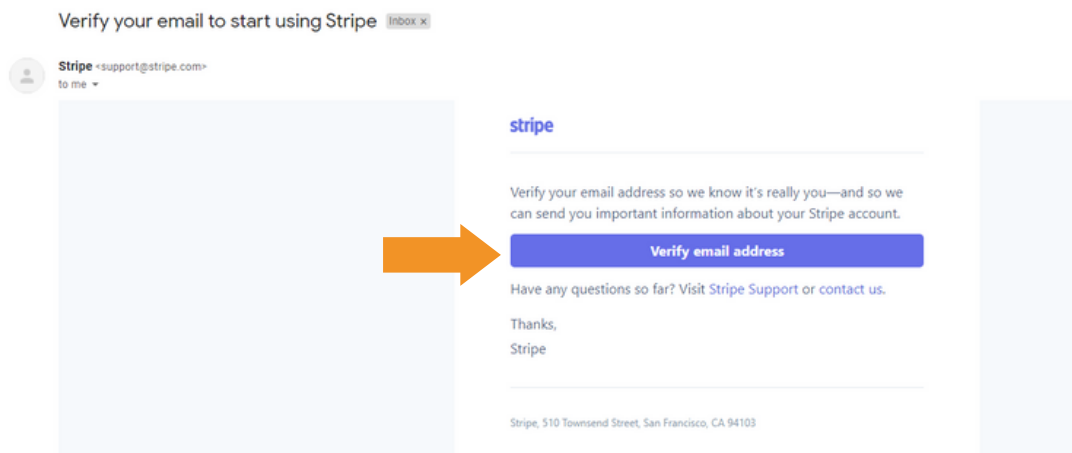 Verify your email to start using Stripe Inbox x
Stripe <support@stripe.com>
to me
stripe
Verify your email address so we know it's really you—and so we
can send you important information about your Stripe account.
Verify email address
Have any questions so far? Visit Stripe Support or contact us.
Thanks,
Stripe
Stripe, 510 Townsend Street, San Francisco, CA 94103